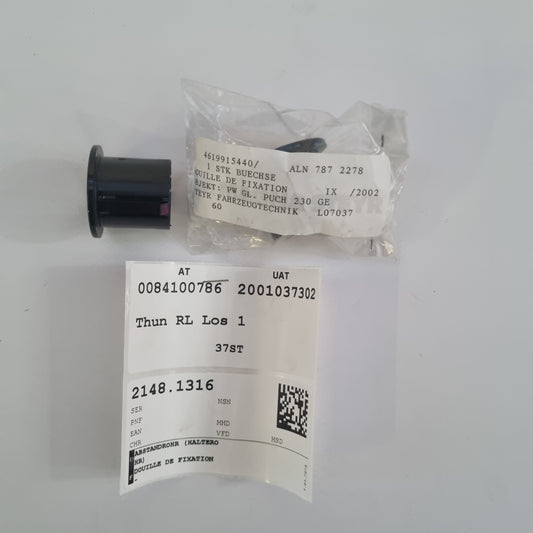 4619915440/ ALN 787 2278
1 STK BUECHSE
OUILLE DE FIXATION IX /2002
BJEKT: PW GL. PUCH 230 GE
TEYR FAHRZEUGTECHNIK L07037
60
AT UAT
0084100786 2001037302
Thun RL Los 1
37ST
2148.1316
SER NSN
PNF MHD
EAN VFD
CHR HSD
ABSTANDROHR (HALTERO
HR)
DOUILLE DE FIXATION
-